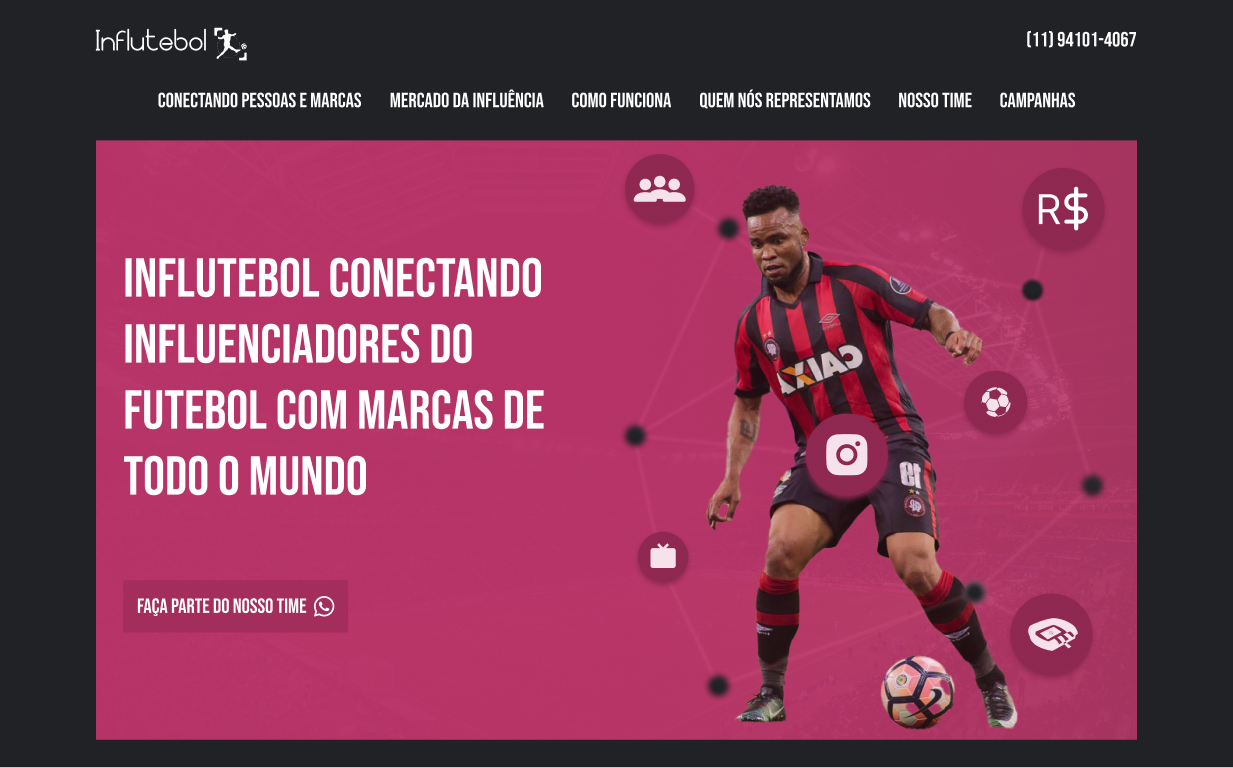 Influtebol
(11) 94101-4067
CONECTANDO PESSOAS E MARCAS MERCADO DA INFLUÊNCIA COMO FUNCIONA QUEM NÓS REPRESENTAMOS NOSSO TIME CAMPANHAS
R$
INFLUTEBOL CONECTANDO
INFLUENCIADORES DO
FUTEBOL COM MARCAS DE
TODO O MUNDO
CAIXA
18
FAÇA PARTE DO NOSSO TIME